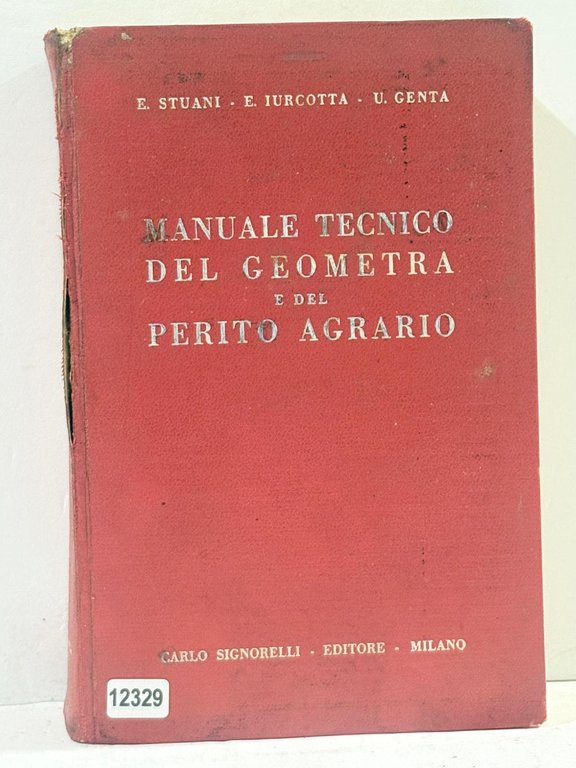 E. STUANI - E. IURCOTTA - U. GENTA
MANUALE TECNICO
DEL GEOMETRA
E DEL
PERITO AGRARIO
CARLO SIGNORELLI - EDITORE - MILANO
12329